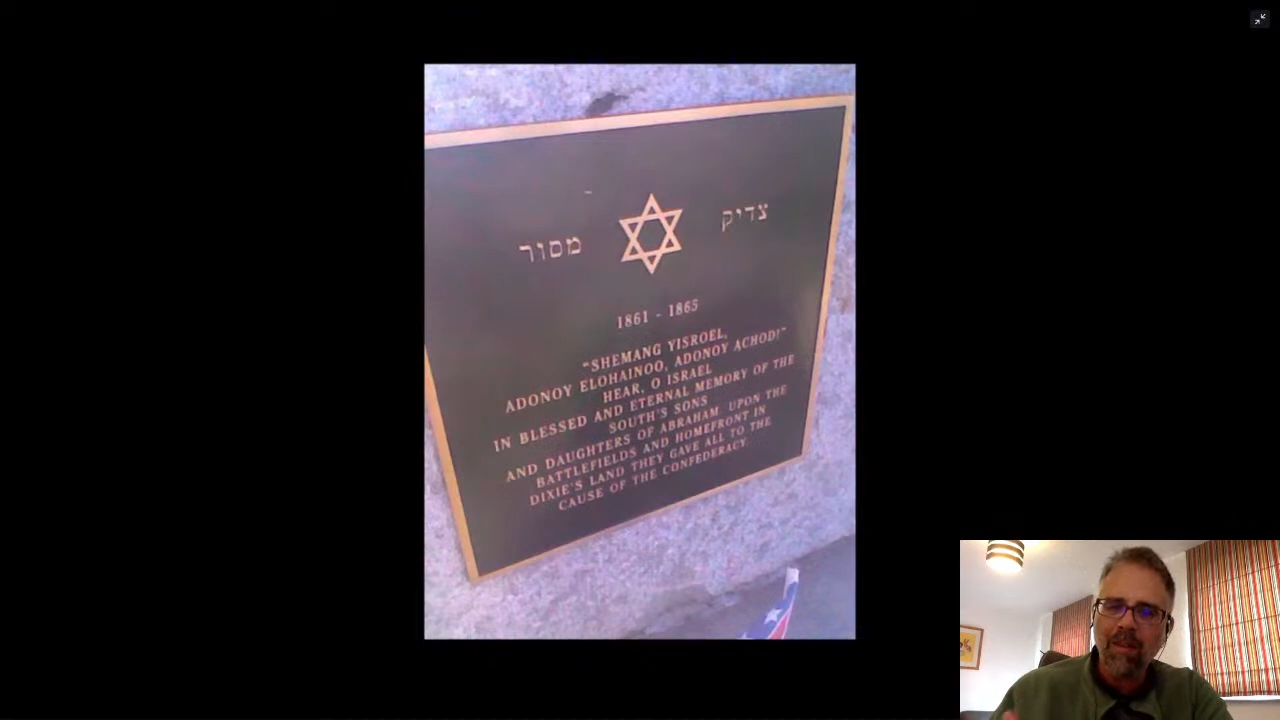 צדיק מסור
1861 - 1865
"SHEMANG YISROEL,
ADONOY ELOHAINOO, ADONOY ACHOD!"
HEAR, O ISRAEL
IN BLESSED AND ETERNAL MEMORY OF THE
SOUTH'S SONS
AND DAUGHTERS OF ABRAHAM UPON THE
BATTLEFIELDS AND HOMEFRONT IN
DIXIE'S LAND THEY GAVE ALL TO THE
CAUSE OF THE CONFEDERACY